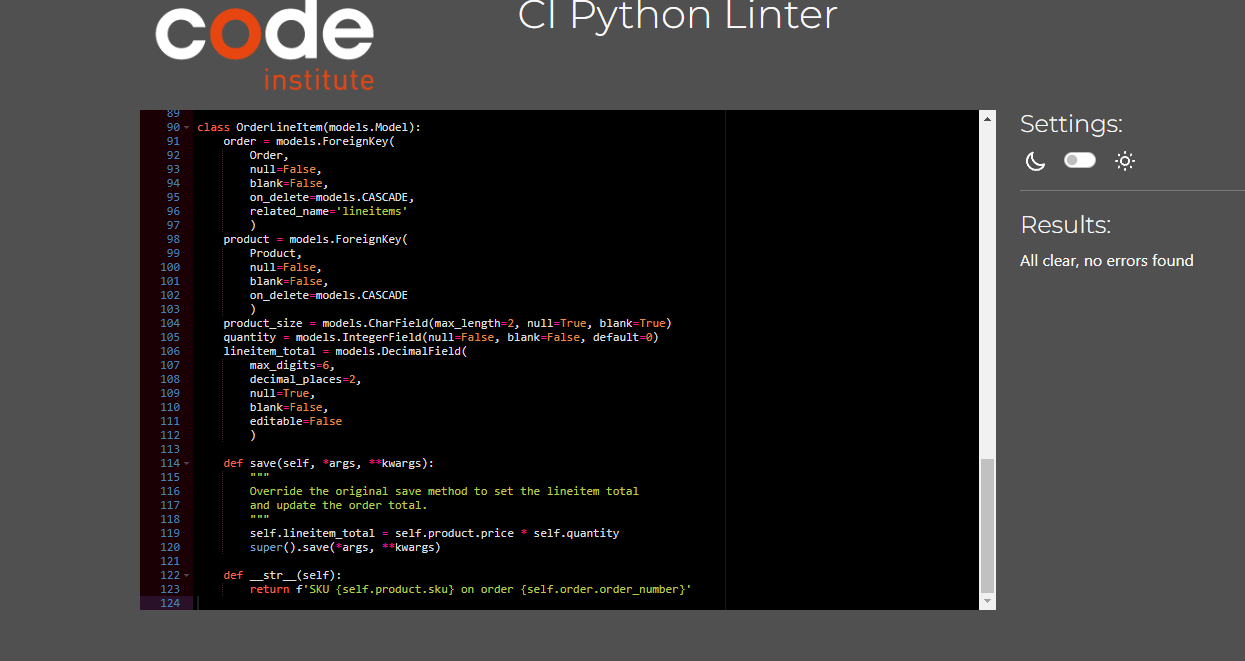 code
institute
CI Python Linter
89
90 class OrderLineItem(models.Model):
91     order = models.ForeignKey(
92         Order,
93         null=False,
94         blank=False,
95         on_delete=models.CASCADE,
96         related_name='lineitems'
97         )
98     product = models.ForeignKey(
99         Product,
100         null=False,
101         blank=False,
102         on_delete=models.CASCADE
103         )
104     product_size = models.CharField(max_length=2, null=True, blank=True)
105     quantity = models.IntegerField(null=False, blank=False, default=0)
106     lineitem_total = models.DecimalField(
107         max_digits=6,
108         decimal_places=2,
109         null=True,
110         blank=False,
111         editable=False
112         )
113
114     def save(self, *args, **kwargs):
115         """
116         Override the original save method to set the lineitem total
117         and update the order total.
118         """
119         self.lineitem_total = self.product.price * self.quantity
120         super().save(*args, **kwargs)
121
122     def __str__(self):
123         return f'SKU {self.product.sku} on order {self.order.order_number}'
124
Settings:
Results:
All clear, no errors found